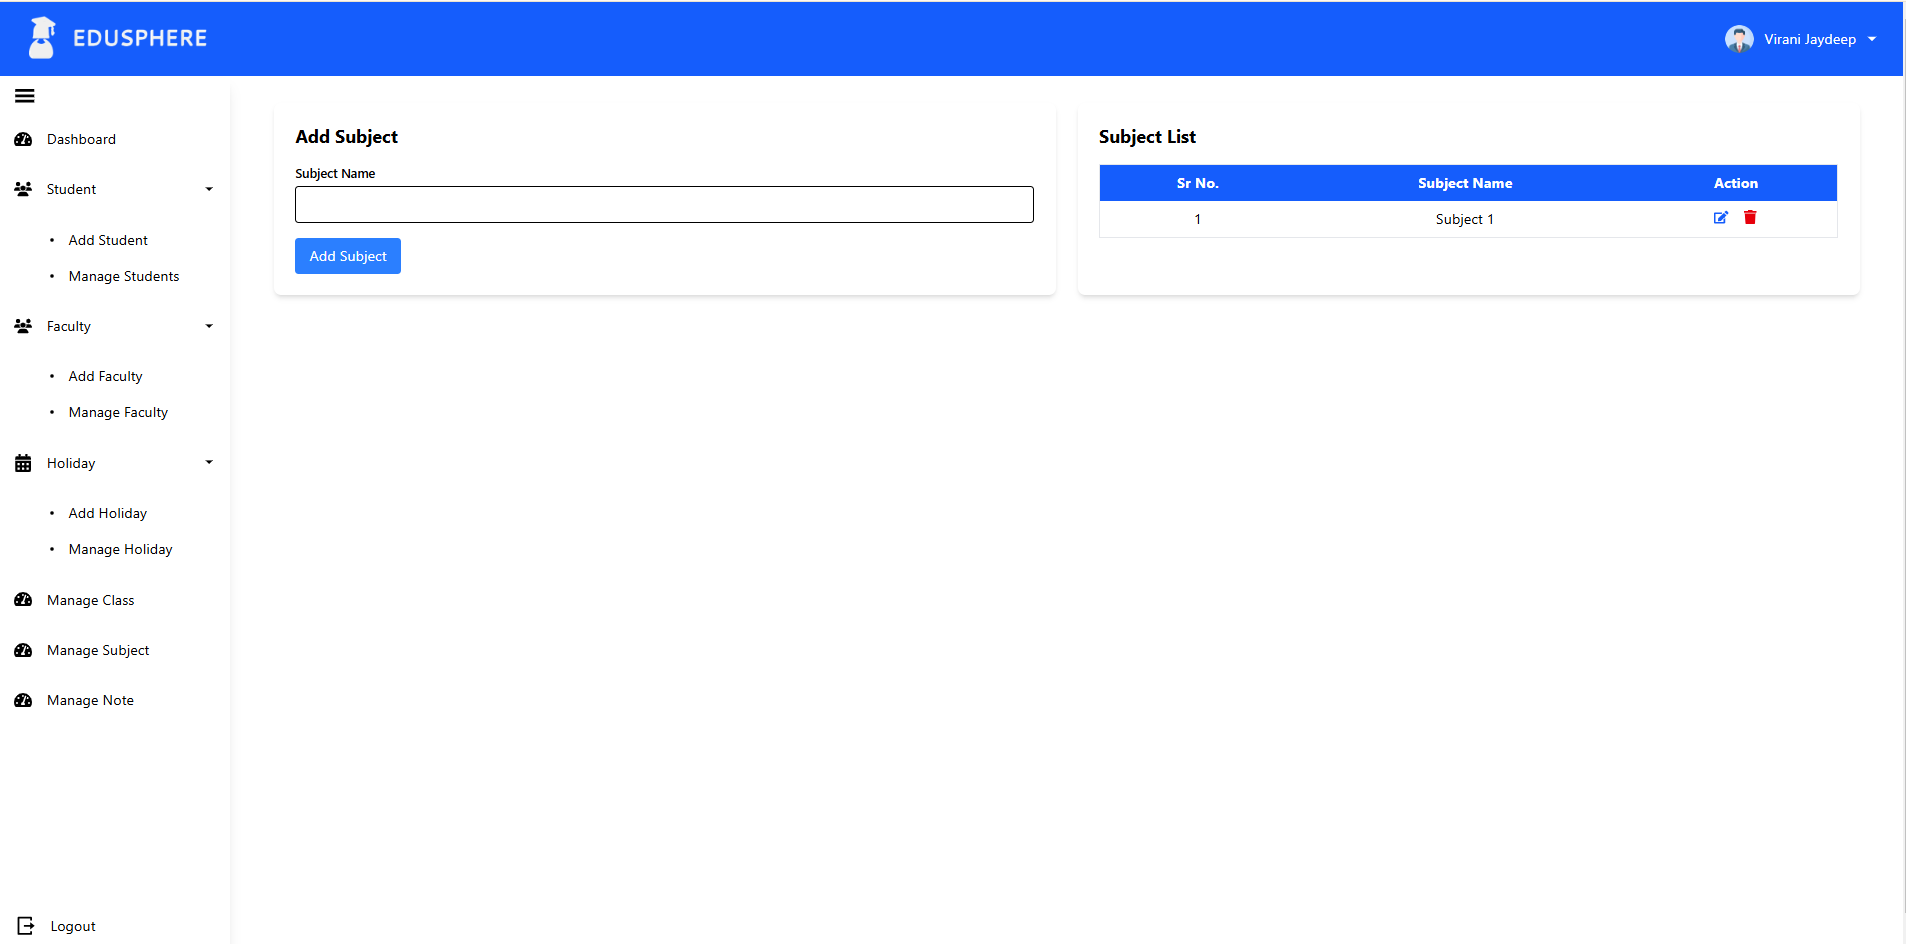 EDUSPHERE
Virani Jaydeep
Dashboard
Student
• Add Student
• Manage Students
Faculty
• Add Faculty
• Manage Faculty
Holiday
• Add Holiday
• Manage Holiday
Manage Class
Manage Subject
Manage Note
Logout
Add Subject
Subject Name
Add Subject
Subject List
Sr No. Subject Name Action
1 Subject 1